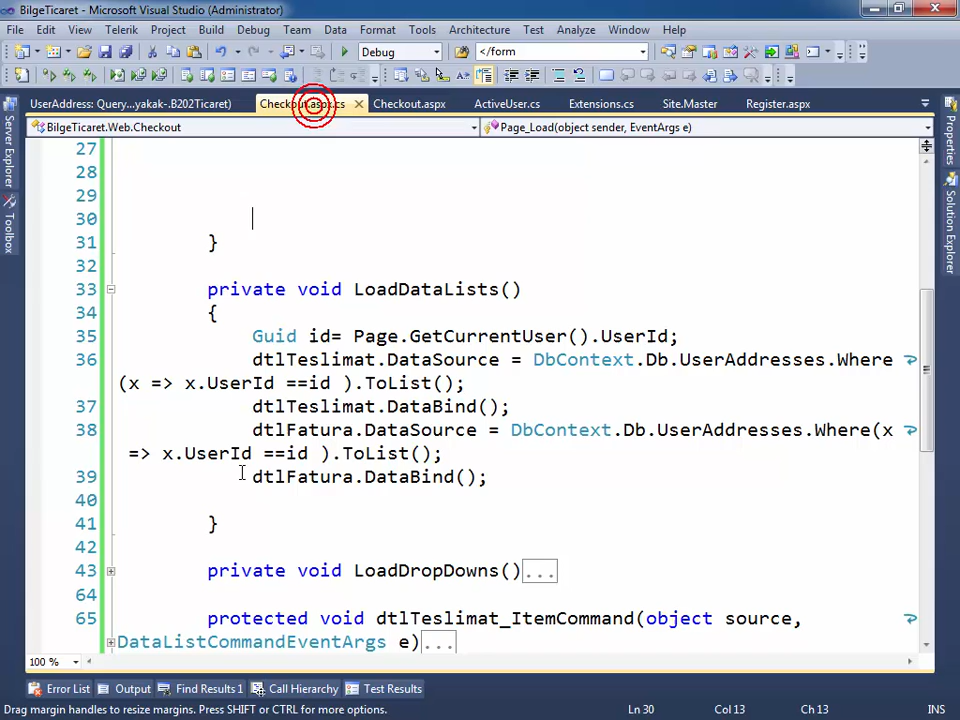 BilgeTicaret - Microsoft Visual Studio (Administrator)
File Edit View Telerik Project Build Debug Team Data Format Tools Architecture Test Analyze Window Help
Debug </form
UserAddress: Query...yakak-.B202Ticaret) Checkout.aspx.cs Checkout.aspx ActiveUser.cs Extensions.cs Site.Master Register.aspx
BilgeTicaret.Web.Checkout Page_Load(object sender, EventArgs e)
Server Explorer
Toolbox
Properties
Solution Explorer
27
28
29
30
31 }
32
33 private void LoadDataLists()
34 {
35 Guid id= Page.GetCurrentUser().UserId;
36 dtlTeslimat.DataSource = DbContext.Db.UserAddresses.Where
(x => x.UserId ==id ).ToList();
37 dtlTeslimat.DataBind();
38 dtlFatura.DataSource = DbContext.Db.UserAddresses.Where(x
=> x.UserId ==id ).ToList();
39 dtlFatura.DataBind();
40
41 }
42
43 private void LoadDropDowns()...
64
65 protected void dtlTeslimat_ItemCommand(object source,
DataListCommandEventArgs e)...
100 %
Error List Output Find Results 1 Call Hierarchy Test Results
Drag margin handles to resize margins. Press SHIFT or CTRL for more options. Ln 30 Col 13 Ch 13 INS